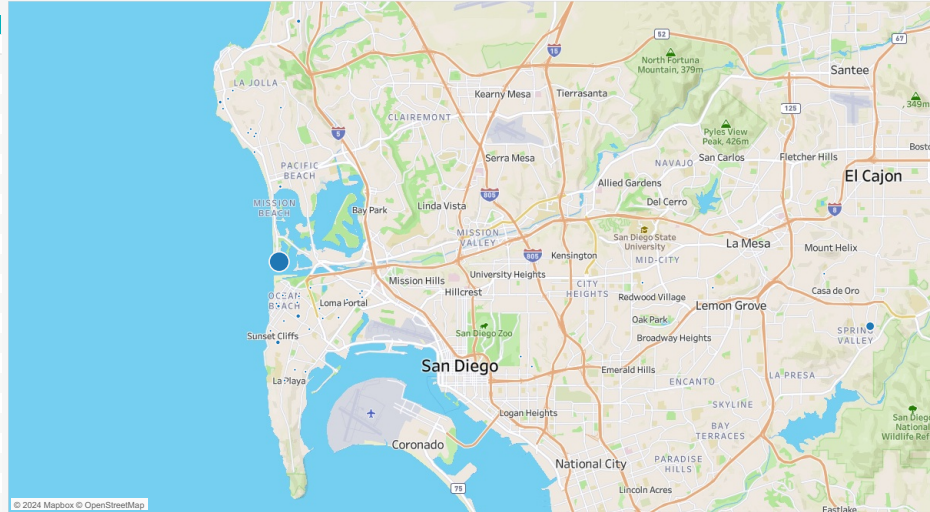 52
67
15
North Fortuna
Mountain, 379m
Santee
LA JOLLA
Kearny Mesa
Tierrasanta
, 349m
125
CLAIREMONT
5
Pyles View
Peak, 426m
Serra Mesa
San Carlos
Fletcher Hills
Bosto
NAVAJO
PACIFIC
BEACH
El Cajon
Allied Gardens
805
MISSION
BEACH
Bay Park
Linda Vista
Del Cerro
8
MISSION
VALLEY
San Diego State
University
La Mesa
Mount Helix
805
Kensington
MID-CITY
Mission Hills
University Heights
Hillcrest
CITY
HEIGHTS
Redwood Village
Casa de Oro
OCEAN
BEACH
Loma Portal
Lemon Grove
Oak Park
Sunset Cliffs
San Diego Zoo
Broadway Heights
SPRING
VALLEY
San Diego
Emerald Hills
La Playa
ENCANTO
LA PRESA
SKYLINE
Logan Heights
San Diego
National
Wildlife Ref
BAY
TERRACES
Coronado
National City
PARADISE
HILLS
75
Lincoln Acres
Eastlake
© 2024 Mapbox © OpenStreetMap